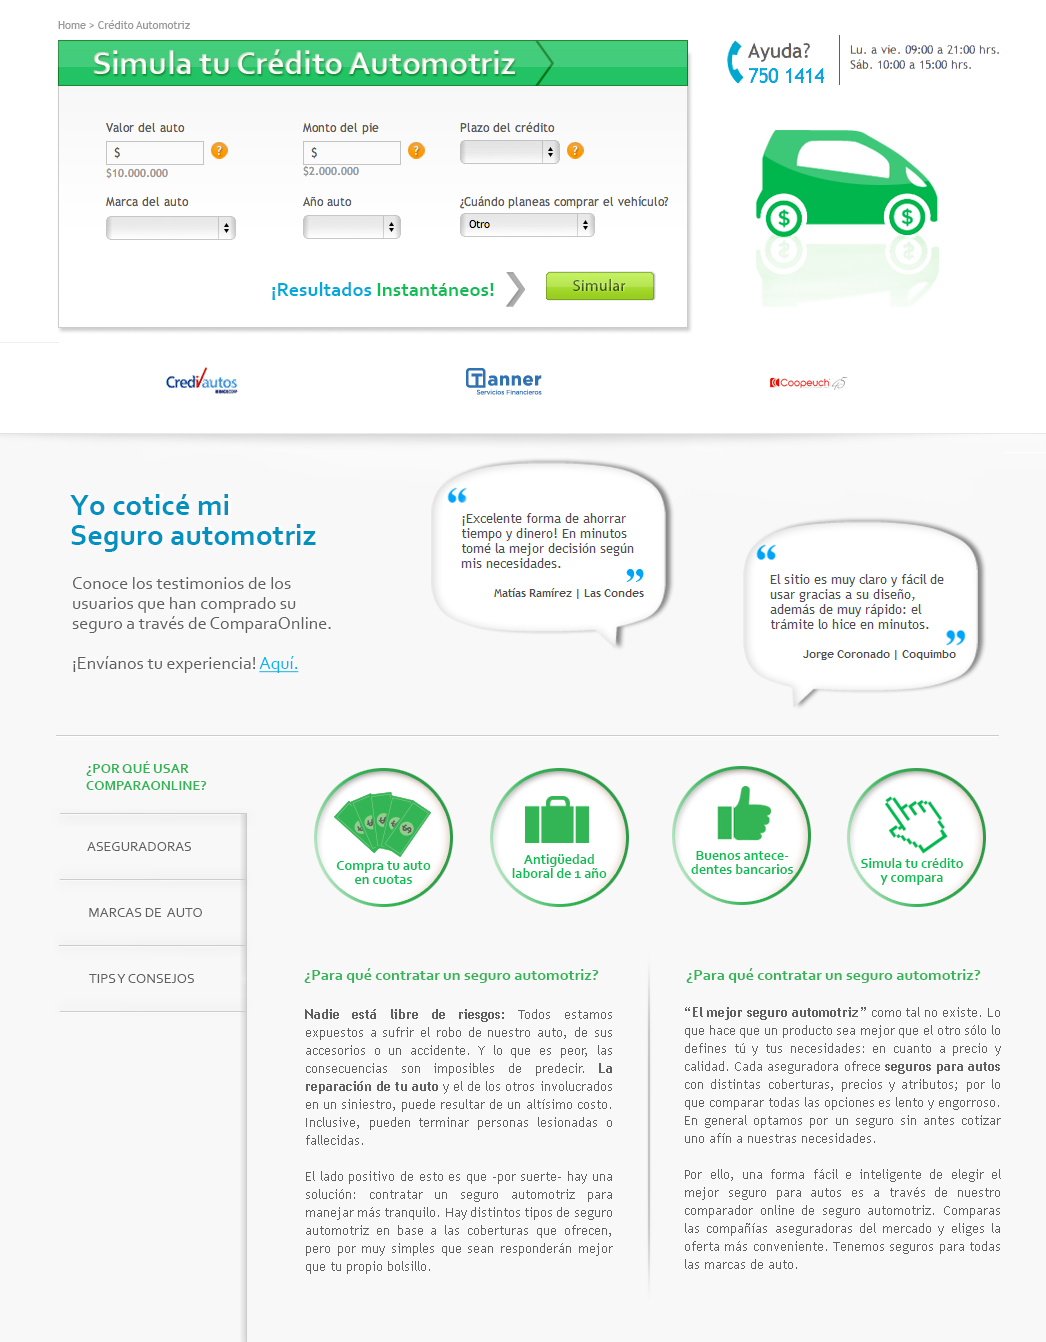 Home > Crédito Automotriz
Simula tu Crédito Automotriz
Ayuda?
750 1414
Lu. a vie. 09:00 a 21:00 hrs.
Sáb. 10:00 a 15:00 hrs.
Valor del auto
$
?
$10.000.000
Monto del pie
$
?
$2.000.000
Plazo del crédito
?
Marca del auto
Año auto
¿Cuándo planeas comprar el vehículo?
Otro
¡Resultados Instantáneos!
Simular
$ $
Crediautos
Tanner
Servicios Financieros
Coopeuch 45
Yo coticé mi
Seguro automotriz
Conoce los testimonios de los
usuarios que han comprado su
seguro a través de ComparaOnline.
¡Envíanos tu experiencia! Aquí.
“
¡Excelente forma de ahorrar
tiempo y dinero! En minutos
tomé la mejor decisión según
mis necesidades.
”
Matías Ramírez | Las Condes
“
El sitio es muy claro y fácil de
usar gracias a su diseño,
además de muy rápido: el
trámite lo hice en minutos.
”
Jorge Coronado | Coquimbo
¿POR QUÉ USAR
COMPARAONLINE?
ASEGURADORAS
MARCAS DE AUTO
TIPS Y CONSEJOS
Compra tu auto
en cuotas
Antigüedad
laboral de 1 año
Buenos antece-
dentes bancarios
Simula tu crédito
y compara
¿Para qué contratar un seguro automotriz?
Nadie está libre de riesgos: Todos estamos
expuestos a sufrir el robo de nuestro auto, de sus
accesorios o un accidente. Y lo que es peor, las
consecuencias son imposibles de predecir. La
reparación de tu auto y el de los otros involucrados
en un siniestro, puede resultar de un altísimo costo.
Inclusive, pueden terminar personas lesionadas o
fallecidas.
El lado positivo de esto es que -por suerte- hay una
solución: contratar un seguro automotriz para
manejar más tranquilo. Hay distintos tipos de seguro
automotriz en base a las coberturas que ofrecen,
pero por muy simples que sean responderán mejor
que tu propio bolsillo.
¿Para qué contratar un seguro automotriz?
“El mejor seguro automotriz” como tal no existe. Lo
que hace que un producto sea mejor que el otro sólo lo
defines tú y tus necesidades: en cuanto a precio y
calidad. Cada aseguradora ofrece seguros para autos
con distintas coberturas, precios y atributos; por lo
que comparar todas las opciones es lento y engorroso.
En general optamos por un seguro sin antes cotizar
uno afín a nuestras necesidades.
Por ello, una forma fácil e inteligente de elegir el
mejor seguro para autos es a través de nuestro
comparador online de seguro automotriz. Comparas
las compañías aseguradoras del mercado y eliges la
oferta más conveniente. Tenemos seguros para todas
las marcas de auto.